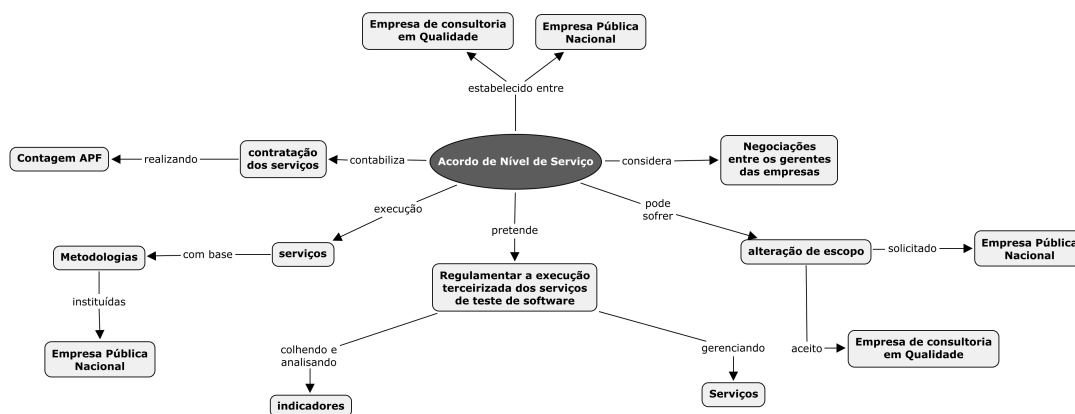 Empresa de consultoria
em Qualidade
Empresa Pública
Nacional
estabelecido entre
Contagem APF
realizando
contratação
dos serviços
contabiliza
Acordo de Nível de Serviço
considera
Negociações
entre os gerentes
das empresas
execução
pode
sofrer
pretende
Metodologias
com base
serviços
alteração de escopo
solicitado
Empresa Pública
Nacional
Regulamentar a execução
terceirizada dos serviços
de teste de software
instituídas
Empresa Pública
Nacional
colhendo e
analisando
gerenciando
aceito
Empresa de consultoria
em Qualidade
indicadores
Serviços